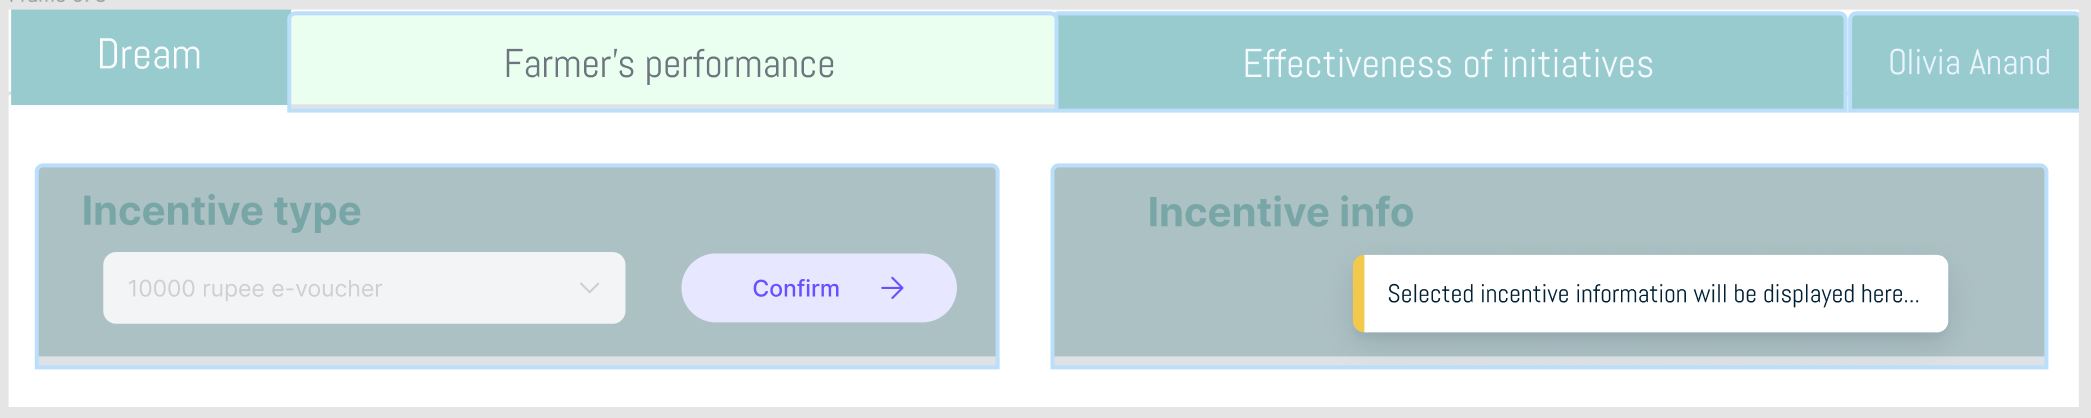 Dream
Farmer's performance
Effectiveness of initiatives
Olivia Anand
Incentive type
10000 rupee e-voucher
Confirm
Incentive info
Selected incentive information will be displayed here...